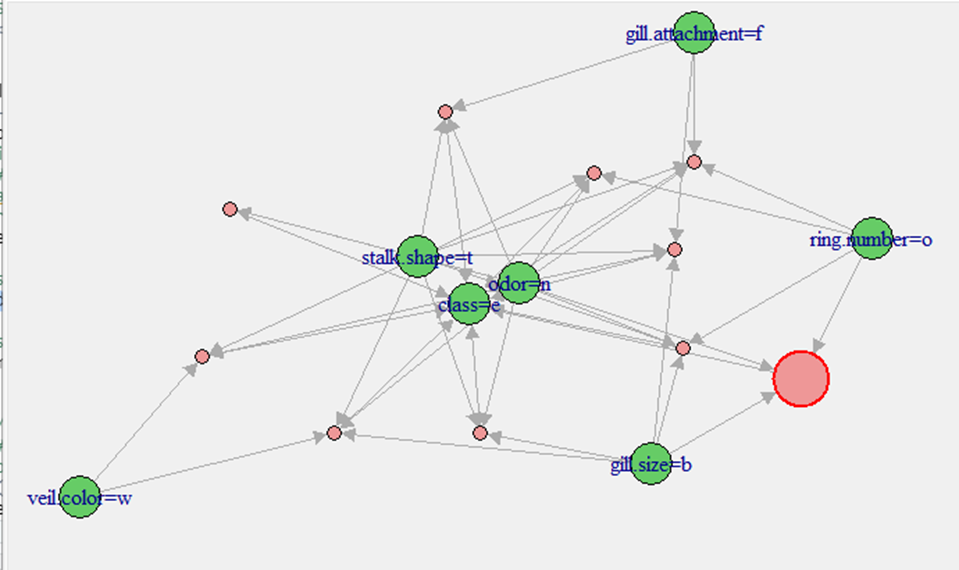 gill.attachment=f
ring.number=o
stalk.shape=t
odor=n
class=e
gill.size=b
veil.color=w